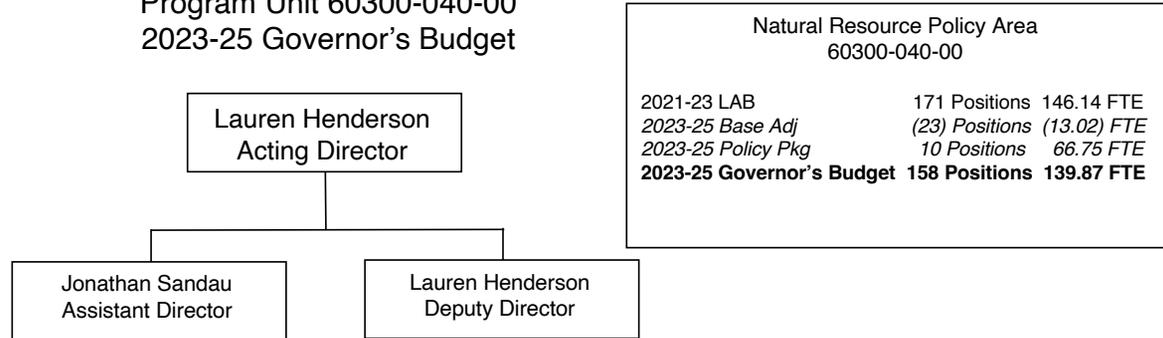 Program Unit 60300-040-00
2023-25 Governor's Budget
Natural Resource Policy Area
60300-040-00
2021-23 LAB 171 Positions 146.14 FTE
2023-25 Base Adj (23) Positions (13.02) FTE
2023-25 Policy Pkg 10 Positions 66.75 FTE
2023-25 Governor's Budget 158 Positions 139.87 FTE
Lauren Henderson
Acting Director
Jonathan Sandau
Assistant Director
Lauren Henderson
Deputy Director